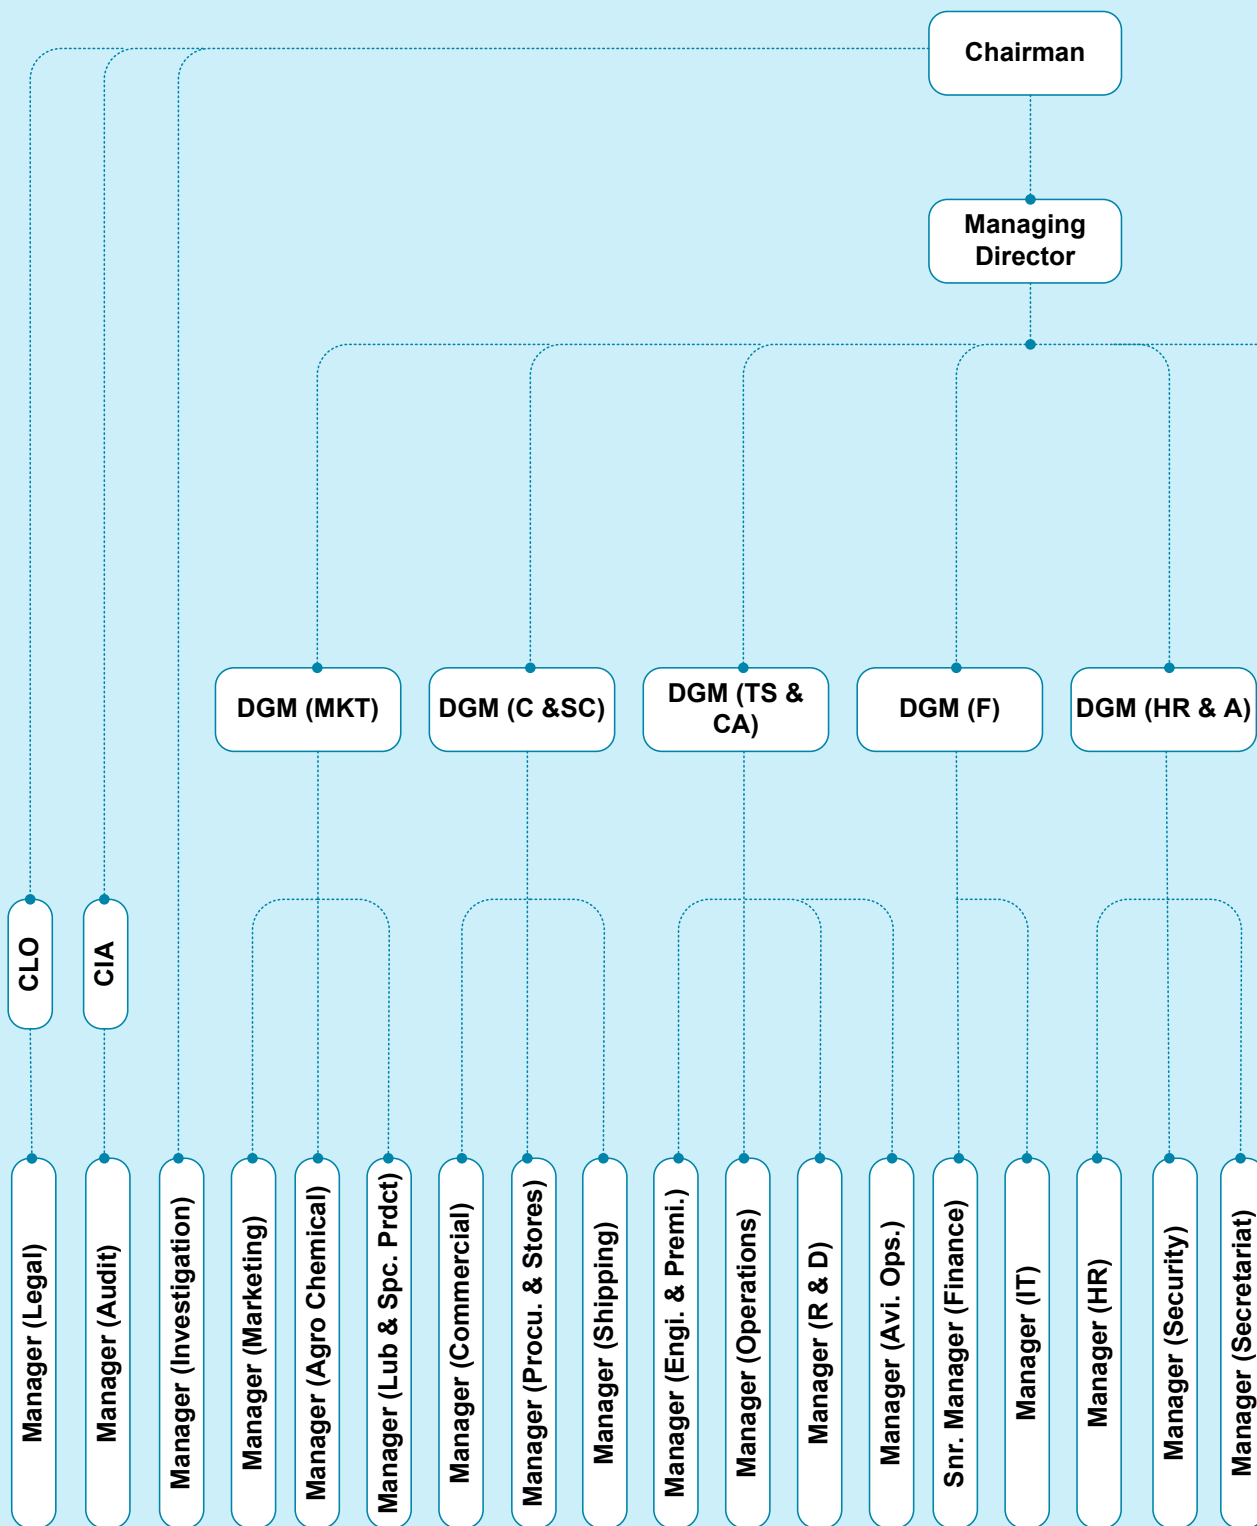 Chairman
Managing
Director
DGM (MKT)
DGM (C &SC)
DGM (TS &
CA)
DGM (F)
DGM (HR & A)
CLO
CIA
Manager (Legal)
Manager (Audit)
Manager (Investigation)
Manager (Marketing)
Manager (Agro Chemical)
Manager (Lub & Spc. Prdct)
Manager (Commercial)
Manager (Procu. & Stores)
Manager (Shipping)
Manager (Engi. & Premi.)
Manager (Operations)
Manager (R & D)
Manager (Avi. Ops.)
Snr. Manager (Finance)
Manager (IT)
Manager (HR)
Manager (Security)
Manager (Secretariat)